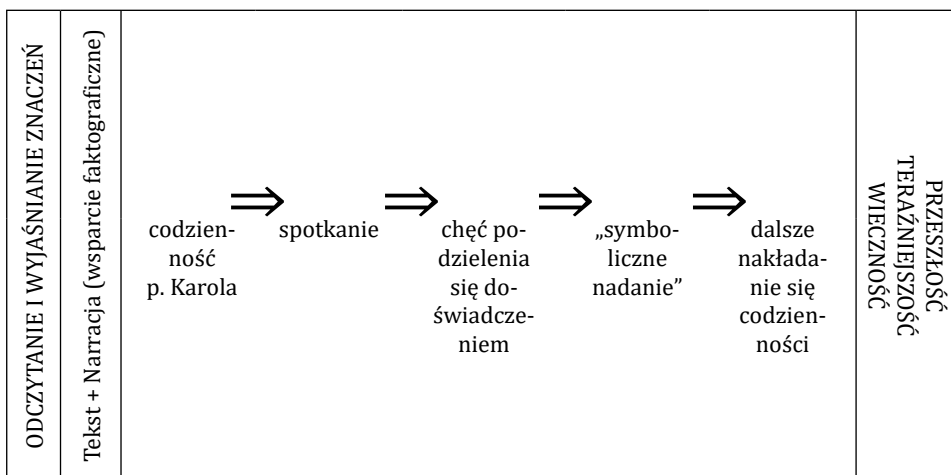 ODCZYTANIE I WYJAŚNIANIE ZNACZEŃ
Tekst + Narracja (wsparcie faktograficzne)
codzien-
ność
p. Karola
spotkanie
chęć po-
dzielenia
się do-
świadcze-
niem
„symbo-
liczne
nadanie”
dalsze
nakłada-
nie się
codzien-
ności
PRZESZŁOŚĆ
TERAŹNIEJSZOŚĆ
WIECZNOŚĆ